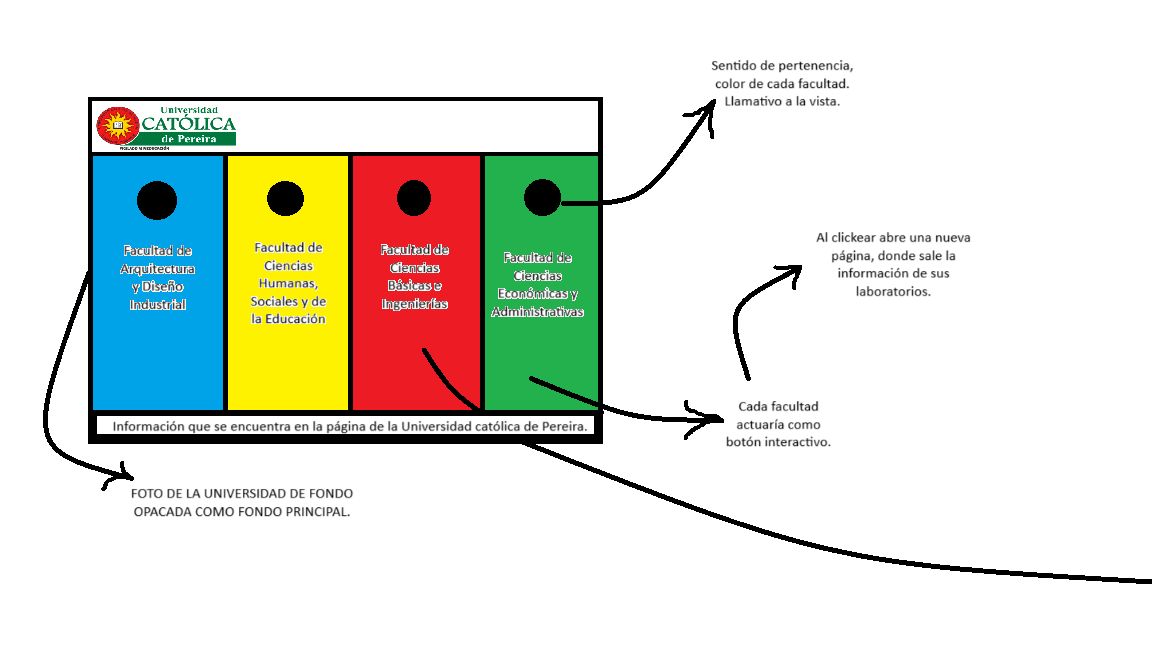 Sentido de pertenencia,
color de cada facultad.
Llamativo a la vista.
Universidad
CATÓLICA
de Pereira
VIGILADO MINEDUCACIÓN
Facultad de
Arquitectura
y Diseño
Industrial
Facultad de
Ciencias
Humanas,
Sociales y de
la Educación
Facultad de
Ciencias
Básicas e
Ingenierías
Facultad de
Ciencias
Económicas y
Administrativas
Al clickear abre una nueva
página, donde sale la
información de sus
laboratorios.
Cada facultad
actuaría como
botón interactivo.
Información que se encuentra en la página de la Universidad católica de Pereira.
FOTO DE LA UNIVERSIDAD DE FONDO
OPACADA COMO FONDO PRINCIPAL.